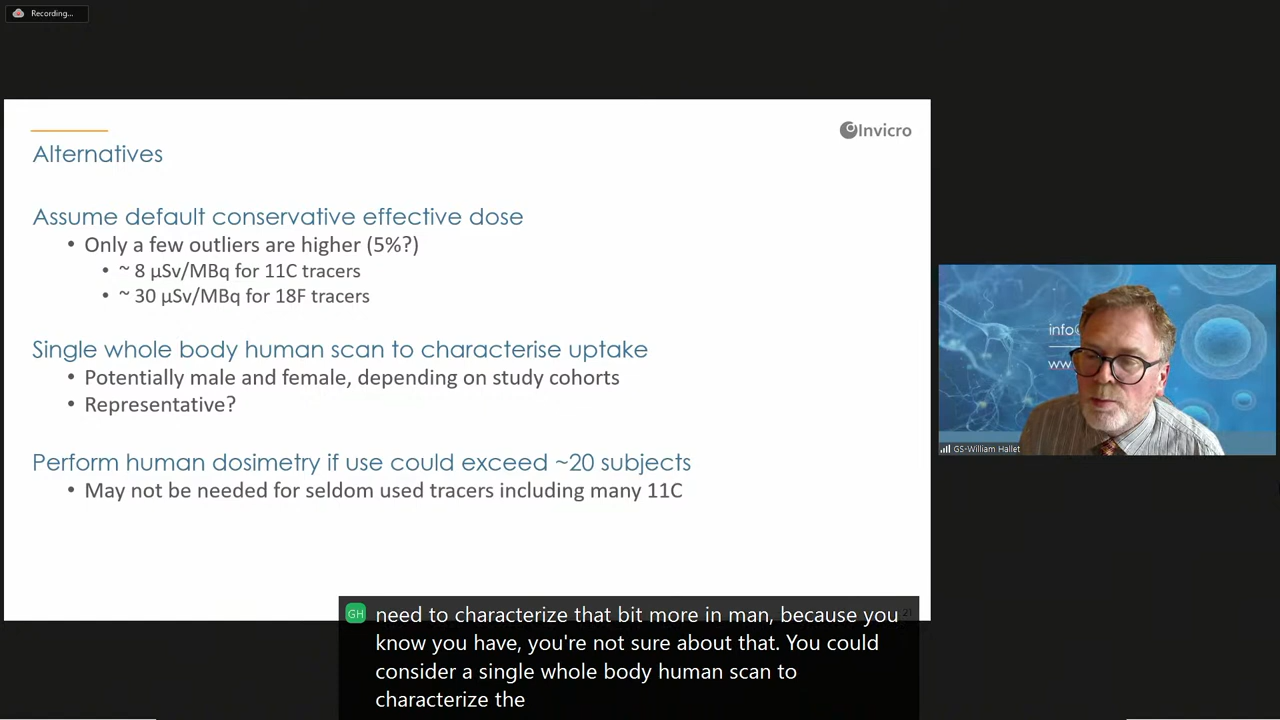 Recording...
Invicro
Alternatives
Assume default conservative effective dose
• Only a few outliers are higher (5%?)
• ~ 8 µSv/MBq for 11C tracers
• ~ 30 µSv/MBq for 18F tracers
Single whole body human scan to characterise uptake
• Potentially male and female, depending on study cohorts
• Representative?
Perform human dosimetry if use could exceed ~20 subjects
• May not be needed for seldom used tracers including many 11C
info
ww
GS-William Hallet
GH need to characterize that bit more in man, because you
know you have, you're not sure about that. You could
consider a single whole body human scan to
characterize the